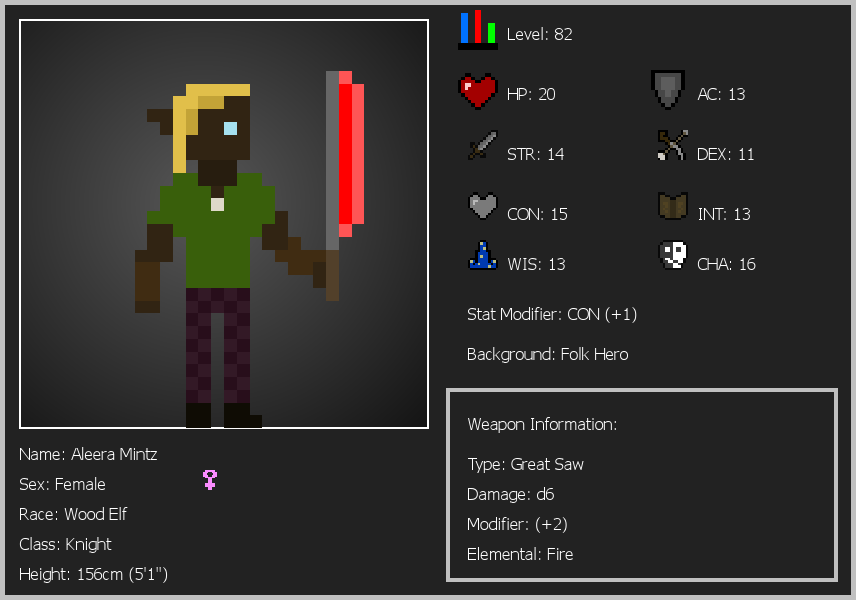 Level: 82
HP: 20
AC: 13
STR: 14
DEX: 11
CON: 15
INT: 13
WIS: 13
CHA: 16
Stat Modifier: CON (+1)
Background: Folk Hero
Weapon Information:
Type: Great Saw
Damage: d6
Modifier: (+2)
Elemental: Fire
Name: Aleera Mintz
Sex: Female
Race: Wood Elf
Class: Knight
Height: 156cm (5'1")